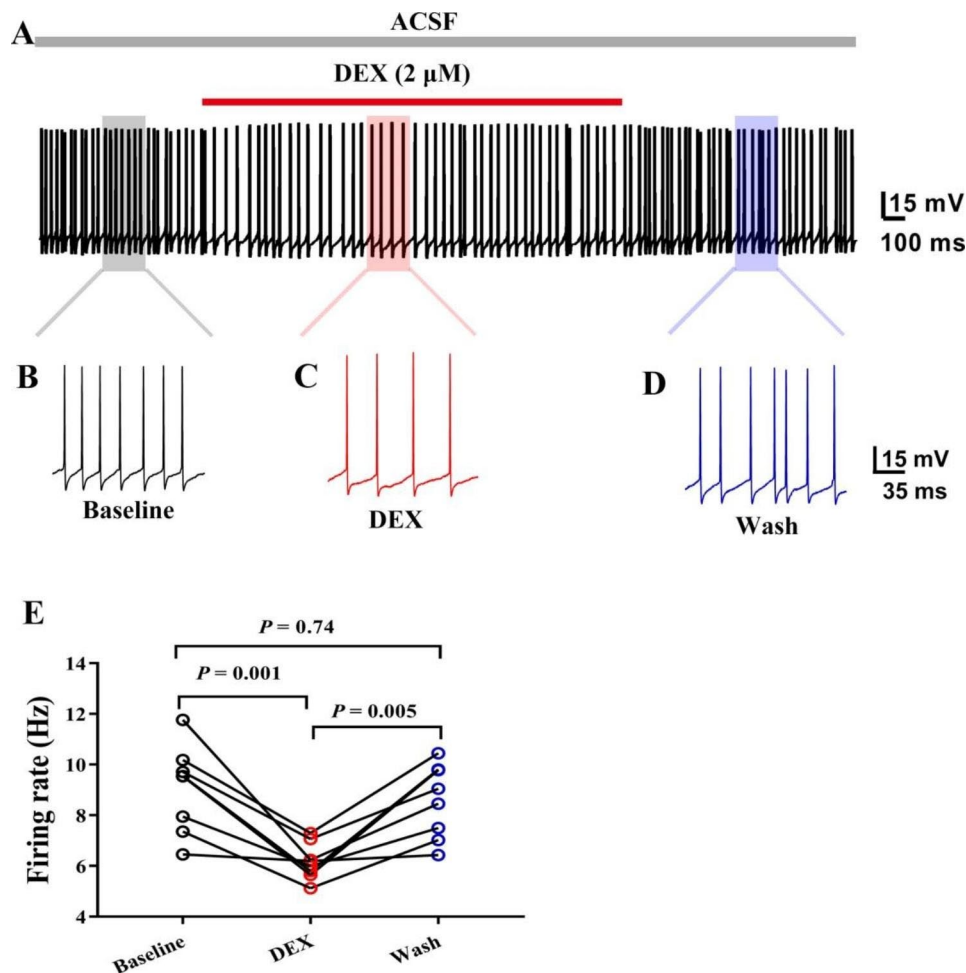 A
ACSF
DEX (2 μM)
15 mV
100 ms
B
C
D
15 mV
35 ms
Baseline
DEX
Wash
E
P = 0.74
P = 0.001
P = 0.005
Firing rate (Hz)
14
12
10
8
6
4
Baseline
DEX
Wash